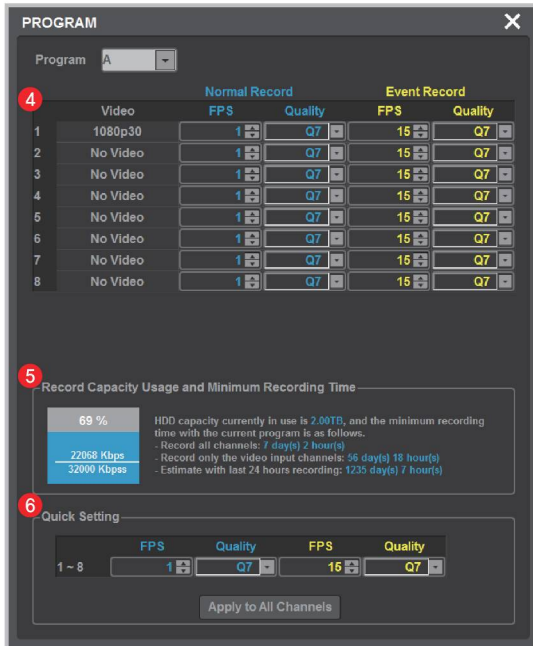 PROGRAM
Program A
4
Normal Record Event Record
Video FPS Quality FPS Quality
1 1080p30 1 Q7 15 Q7
2 No Video 1 Q7 15 Q7
3 No Video 1 Q7 15 Q7
4 No Video 1 Q7 15 Q7
5 No Video 1 Q7 15 Q7
6 No Video 1 Q7 15 Q7
7 No Video 1 Q7 15 Q7
8 No Video 1 Q7 15 Q7
5
Record Capacity Usage and Minimum Recording Time
69 %
22068 Kbps
32000 Kbpss
HDD capacity currently in use is 2.00TB, and the minimum recording
time with the current program is as follows.
- Record all channels: 7 day(s) 2 hour(s)
- Record only the video input channels: 56 day(s) 18 hour(s)
- Estimate with last 24 hours recording: 1235 day(s) 7 hour(s)
6
Quick Setting
FPS Quality FPS Quality
1 ~ 8 1 Q7 15 Q7
Apply to All Channels